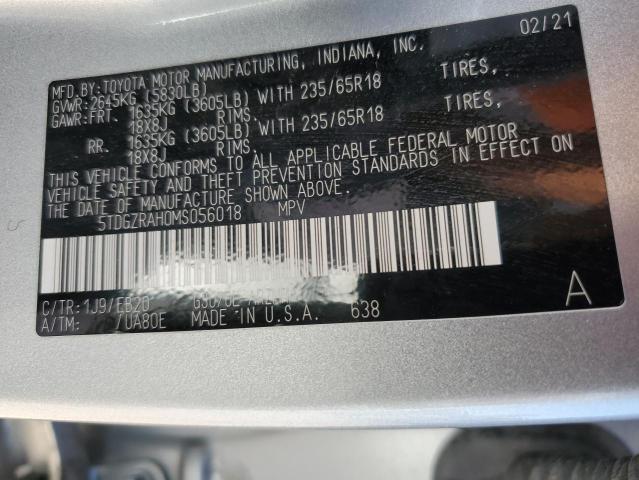 MFD.BY:TOYOTA MOTOR MANUFACTURING, INDIANA, INC. 02/21
GVWR:2645KG (5830LB)
GAWR:FRT. 1635KG (3605LB) WITH 235/65R18 TIRES,
18X8J RIMS.
RR. 1635KG (3605LB) WITH 235/65R18 TIRES,
18X8J RIMS.
THIS VEHICLE CONFORMS TO ALL APPLICABLE FEDERAL MOTOR
VEHICLE SAFETY AND THEFT PREVENTION STANDARDS IN EFFECT ON
THE DATE OF MANUFACTURE SHOWN ABOVE.
5TDGZRAH0MS056018 MPV
C/TR:1J9/EB20
A/TM: /UA80E MADE IN U.S.A. 638 A